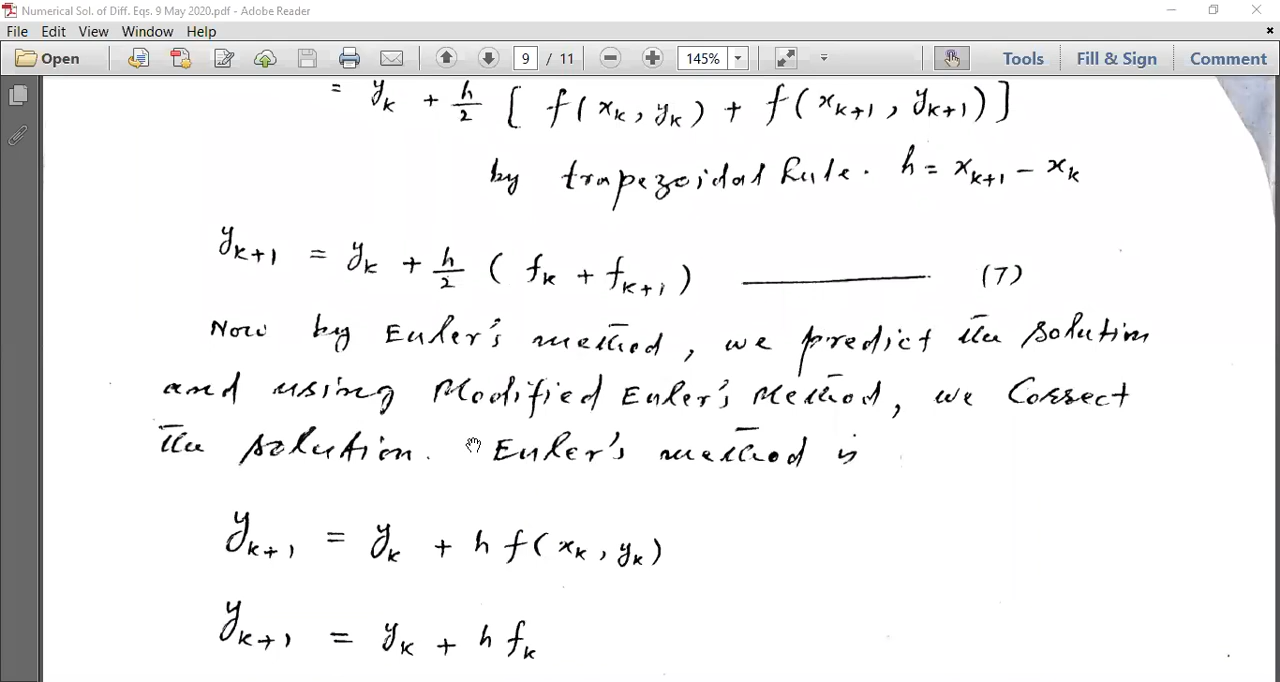 Numerical Sol. of Diff. Eqs. 9 May 2020.pdf - Adobe Reader
File Edit View Window Help
Open 9 / 11 145% Tools Fill & Sign Comment
= y_k + h/2 [ f(x_k, y_k) + f(x_{k+1}, y_{k+1}) ]
by trapezoidal Rule. h = x_{k+1} - x_k
y_{k+1} = y_k + h/2 ( f_k + f_{k+1} ) ——— (7)
Now by Euler's method, we predict the solution
and using Modified Euler's Method, we Correct
the solution. Euler's method is
y_{k+1} = y_k + h f(x_k, y_k)
y_{k+1} = y_k + h f_k